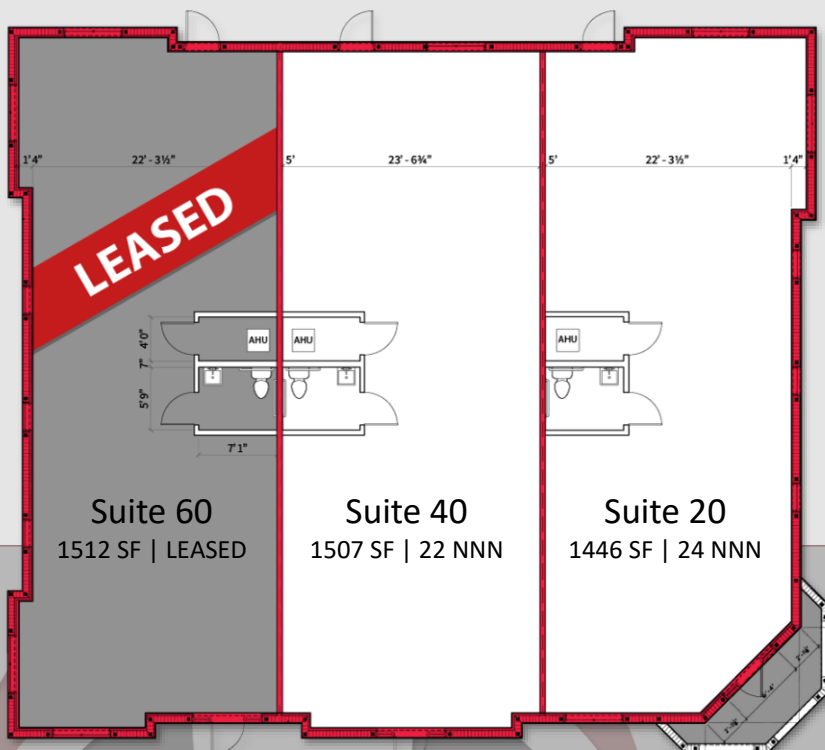 1'4"
22' - 3½"
5'
23' - 6¾"
5'
22' - 3½"
1'4"
LEASED
4'0"
7"
5'9"
AHU
AHU
AHU
7'1"
Suite 60
1512 SF | LEASED
Suite 40
1507 SF | 22 NNN
Suite 20
1446 SF | 24 NNN